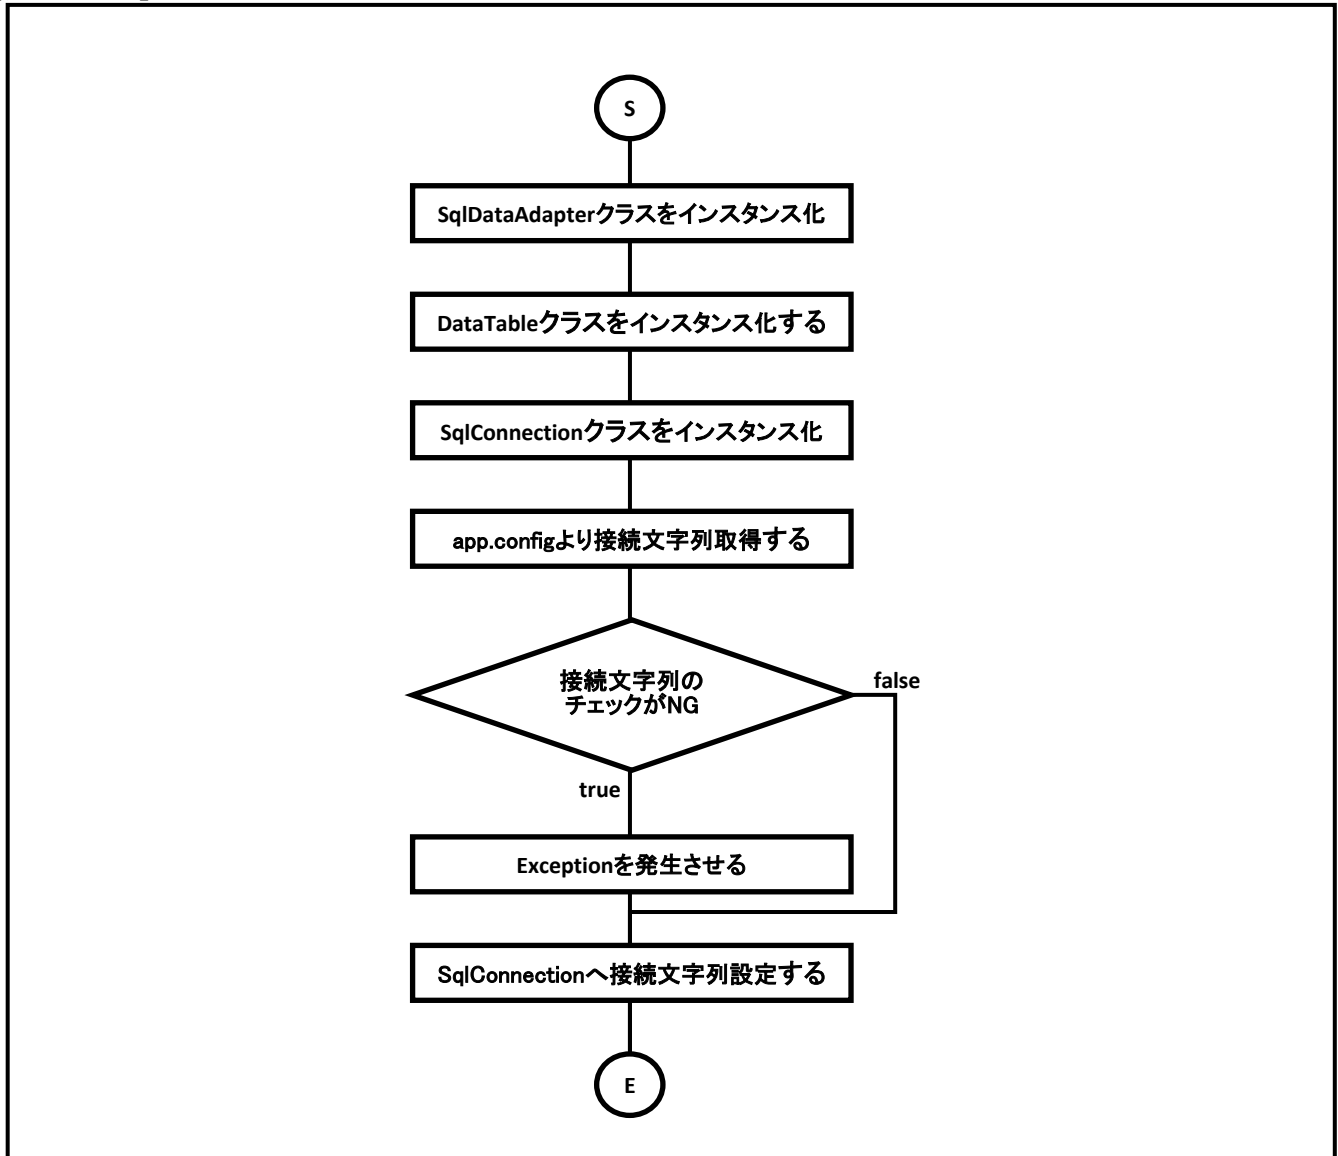 S
SqlDataAdapterクラスをインスタンス化
DataTableクラスをインスタンス化する
SqlConnectionクラスをインスタンス化
app.configより接続文字列取得する
接続文字列の
チェックがNG
false
true
Exceptionを発生させる
SqlConnectionへ接続文字列設定する
E